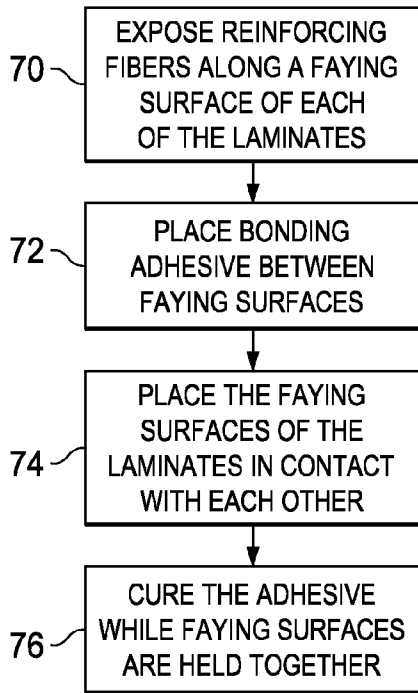 70
EXPOSE REINFORCING
FIBERS ALONG A FAYING
SURFACE OF EACH
OF THE LAMINATES
72
PLACE BONDING
ADHESIVE BETWEEN
FAYING SURFACES
74
PLACE THE FAYING
SURFACES OF THE
LAMINATES IN CONTACT
WITH EACH OTHER
76
CURE THE ADHESIVE
WHILE FAYING SURFACES
ARE HELD TOGETHER